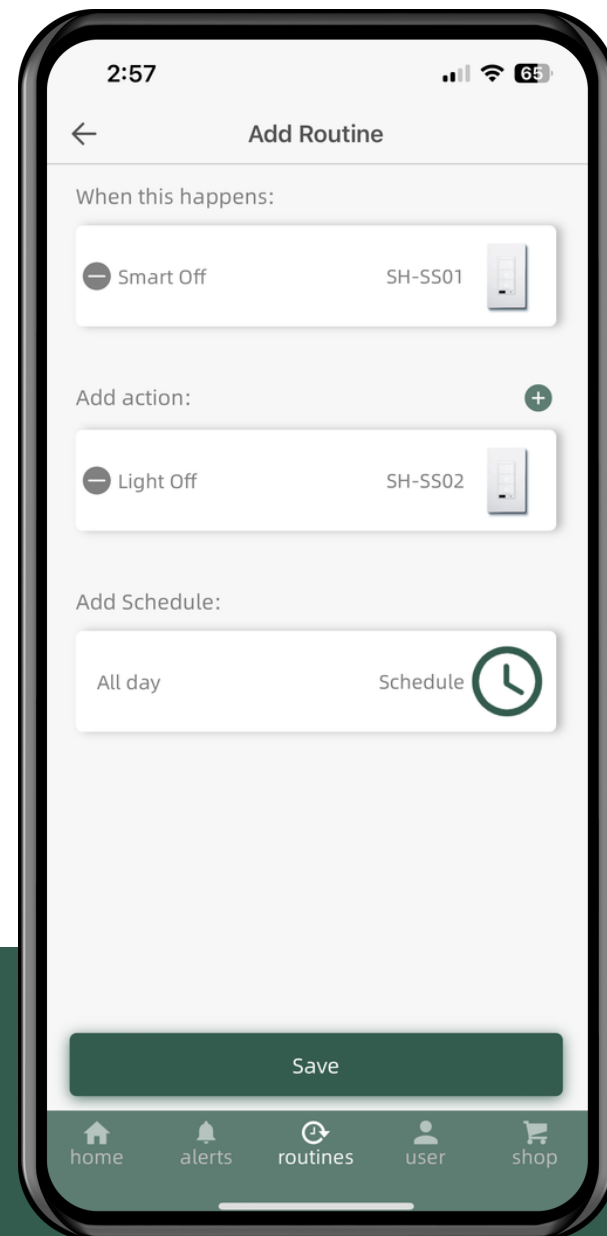 2:57
65
Add Routine
When this happens:
Smart Off SH-SS01
Add action:
Light Off SH-SS02
Add Schedule:
All day Schedule
Save
home alerts routines user shop